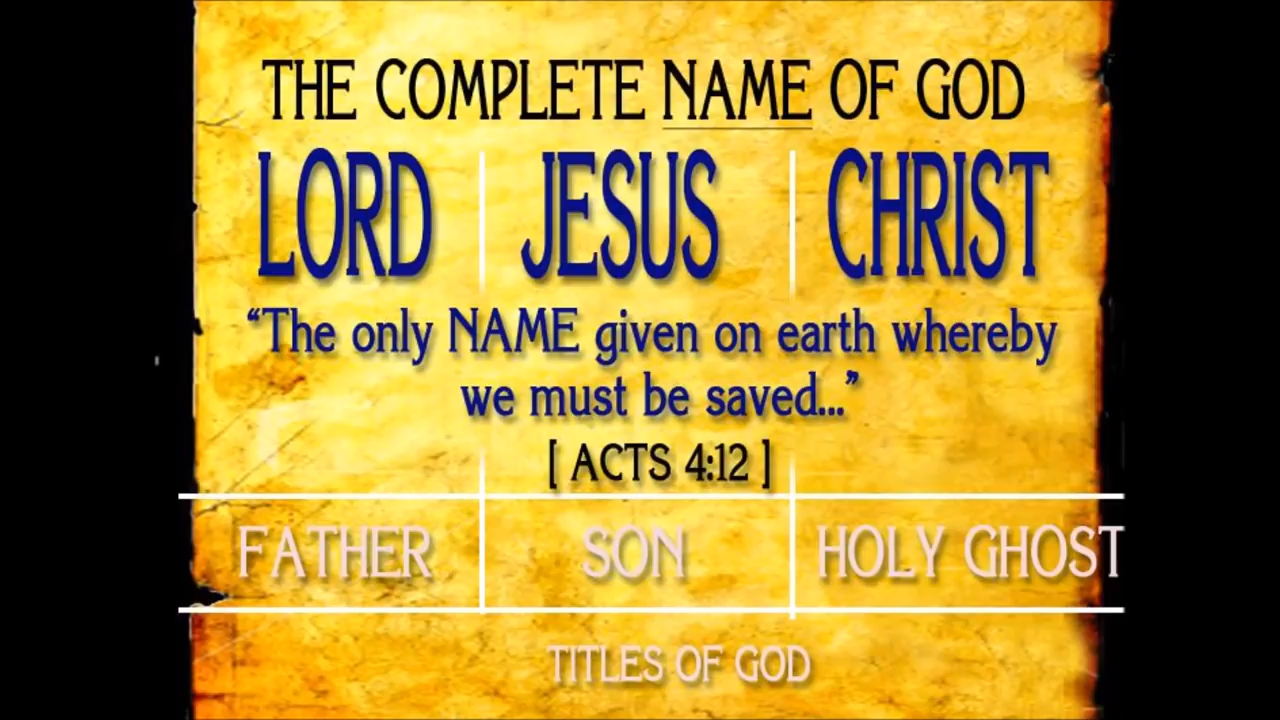 THE COMPLETE NAME OF GOD
LORD JESUS CHRIST
“The only NAME given on earth whereby
we must be saved...”
[ ACTS 4:12 ]
FATHER SON HOLY GHOST
TITLES OF GOD